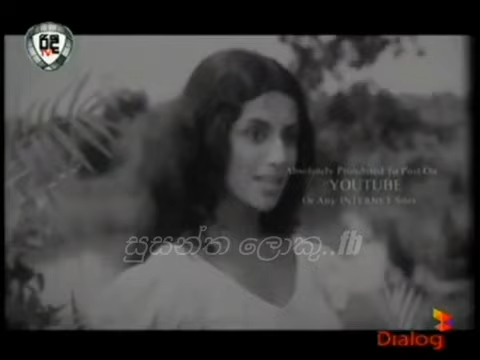 Absolutely Prohibited To Post On
YOUTUBE
Or Any INTERNET Sites
සුසන්ත ලොකු..fb
Dialog